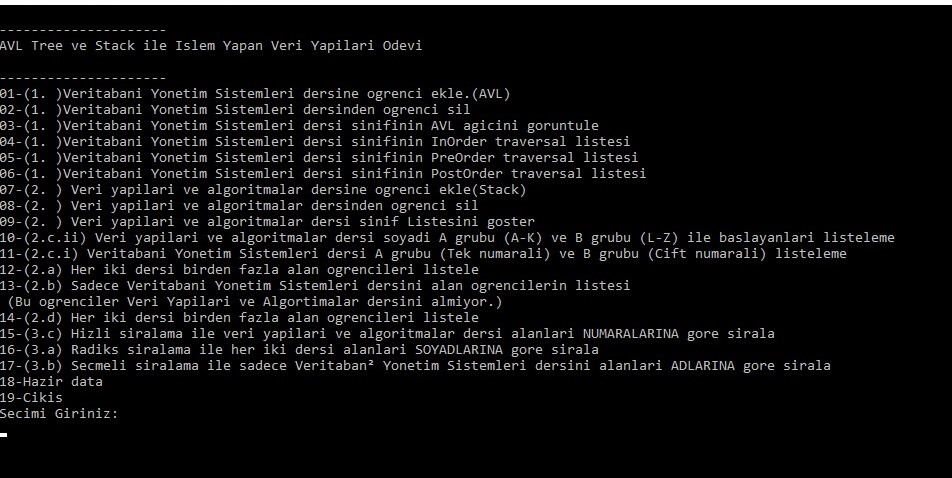 ---------------------
AVL Tree ve Stack ile Islem Yapan Veri Yapilari Odevi
---------------------
01-(1. )Veritabani Yonetim Sistemleri dersine ogrenci ekle.(AVL)
02-(1. )Veritabani Yonetim Sistemleri dersinden ogrenci sil
03-(1. )Veritabani Yonetim Sistemleri dersi sinifinin AVL agicini goruntule
04-(1. )Veritabani Yonetim Sistemleri dersi sinifinin InOrder traversal listesi
05-(1. )Veritabani Yonetim Sistemleri dersi sinifinin PreOrder traversal listesi
06-(1. )Veritabani Yonetim Sistemleri dersi sinifinin PostOrder traversal listesi
07-(2. ) Veri yapilari ve algoritmalar dersine ogrenci ekle(Stack)
08-(2. ) Veri yapilari ve algoritmalar dersinden ogrenci sil
09-(2. ) Veri yapilari ve algoritmalar dersi sinif Listesini goster
10-(2.c.ii) Veri yapilari ve algoritmalar dersi soyadi A grubu (A-K) ve B grubu (L-Z) ile baslayanlari listeleme
11-(2.c.i) Veritabani Yonetim Sistemleri dersi A grubu (Tek numarali) ve B grubu (Cift numarali) listeleme
12-(2.a) Her iki dersi birden fazla alan ogrencileri listele
13-(2.b) Sadece Veritabani Yonetim Sistemleri dersini alan ogrencilerin listesi
(Bu ogrenciler Veri Yapilari ve Algortimalar dersini almiyor.)
14-(2.d) Her iki dersi birden fazla alan ogrencileri listele
15-(3.c) Hizli siralama ile veri yapilari ve algoritmalar dersi alanlari NUMARALARINA gore sirala
16-(3.a) Radiks siralama ile her iki dersi alanlari SOYADLARINA gore sirala
17-(3.b) Secmeli siralama ile sadece Veritaban² Yonetim Sistemleri dersini alanlari ADLARINA gore sirala
18-Hazir data
19-Cikis
Secimi Giriniz: